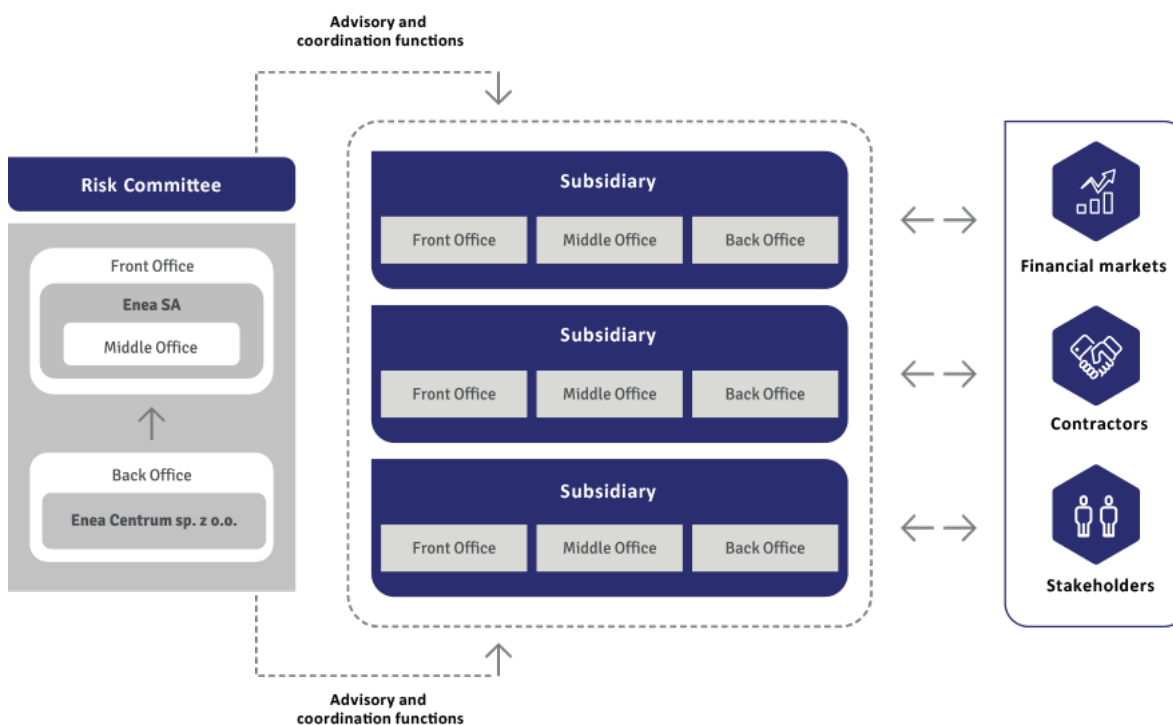 Advisory and
coordination functions
Risk Committee
Front Office
Enea SA
Middle Office
Back Office
Enea Centrum sp. z o.o.
Subsidiary
Front Office
Middle Office
Back Office
Subsidiary
Front Office
Middle Office
Back Office
Subsidiary
Front Office
Middle Office
Back Office
Financial markets
Contractors
Stakeholders
Advisory and
coordination functions